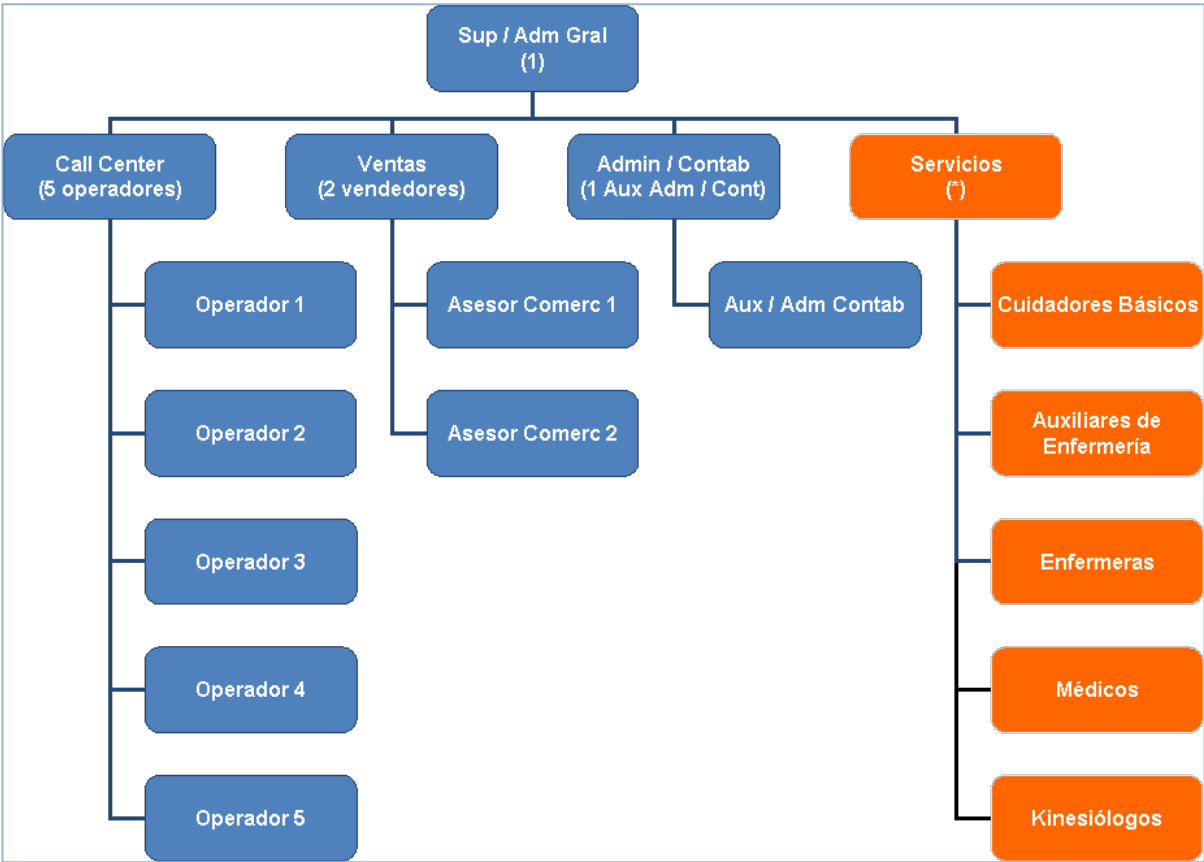 Sup / Adm Gral
(1)
Call Center
(5 operadores)
Ventas
(2 vendedores)
Admin / Contab
(1 Aux Adm / Cont)
Servicios
(*)
Operador 1
Operador 2
Operador 3
Operador 4
Operador 5
Asesor Comerc 1
Asesor Comerc 2
Aux / Adm Contab
Cuidadores Básicos
Auxiliares de
Enfermería
Enfermeras
Médicos
Kinesiólogos